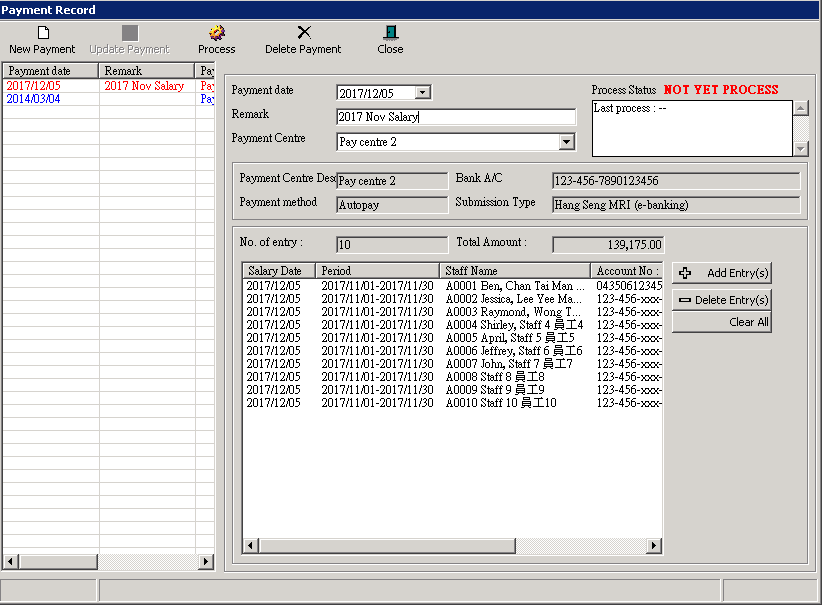 Payment Record
New Payment Update Payment Process Delete Payment Close
Payment date Remark Pa
2017/12/05 2017 Nov Salary Pa
2014/03/04 Pa
Payment date 2017/12/05
Remark 2017 Nov Salary
Payment Centre Pay centre 2
Process Status NOT YET PROCESS
Last process : --
Payment Centre Des Pay centre 2 Bank A/C 123-456-7890123456
Payment method Autopay Submission Type Hang Seng MRI (e-banking)
No. of entry : 10 Total Amount : 139,175.00
Salary Date Period Staff Name Account No :
2017/12/05 2017/11/01-2017/11/30 A0001 Ben, Chan Tai Man ... 04350612345
2017/12/05 2017/11/01-2017/11/30 A0002 Jessica, Lee Yee Ma... 123-456-xxx-
2017/12/05 2017/11/01-2017/11/30 A0003 Raymond, Wong T... 123-456-xxx-
2017/12/05 2017/11/01-2017/11/30 A0004 Shirley, Staff 4 員工4 123-456-xxx-
2017/12/05 2017/11/01-2017/11/30 A0005 April, Staff 5 員工5 123-456-xxx-
2017/12/05 2017/11/01-2017/11/30 A0006 Jeffrey, Staff 6 員工6 123-456-xxx-
2017/12/05 2017/11/01-2017/11/30 A0007 John, Staff 7 員工7 123-456-xxx-
2017/12/05 2017/11/01-2017/11/30 A0008 Staff 8 員工8 123-456-xxx-
2017/12/05 2017/11/01-2017/11/30 A0009 Staff 9 員工9 123-456-xxx-
2017/12/05 2017/11/01-2017/11/30 A0010 Staff 10 員工10 123-456-xxx-
Add Entry(s)
Delete Entry(s)
Clear All